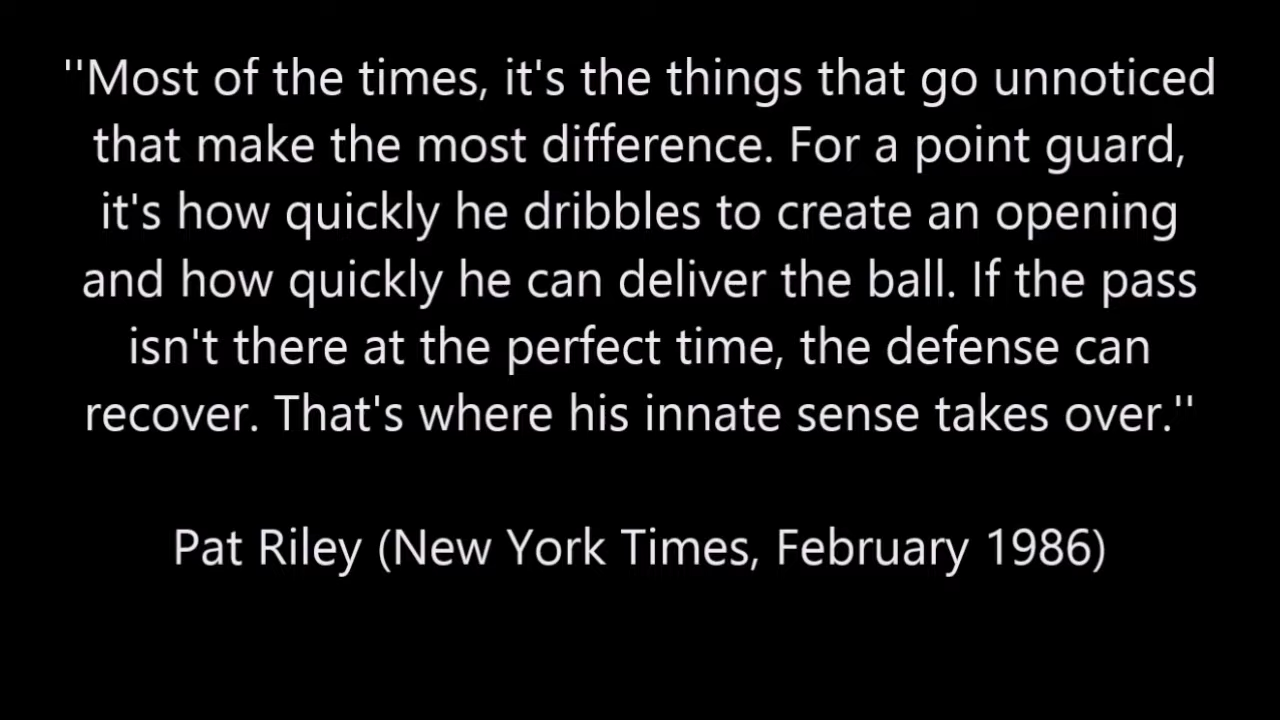 ''Most of the times, it's the things that go unnoticed
that make the most difference. For a point guard,
it's how quickly he dribbles to create an opening
and how quickly he can deliver the ball. If the pass
isn't there at the perfect time, the defense can
recover. That's where his innate sense takes over.''
Pat Riley (New York Times, February 1986)